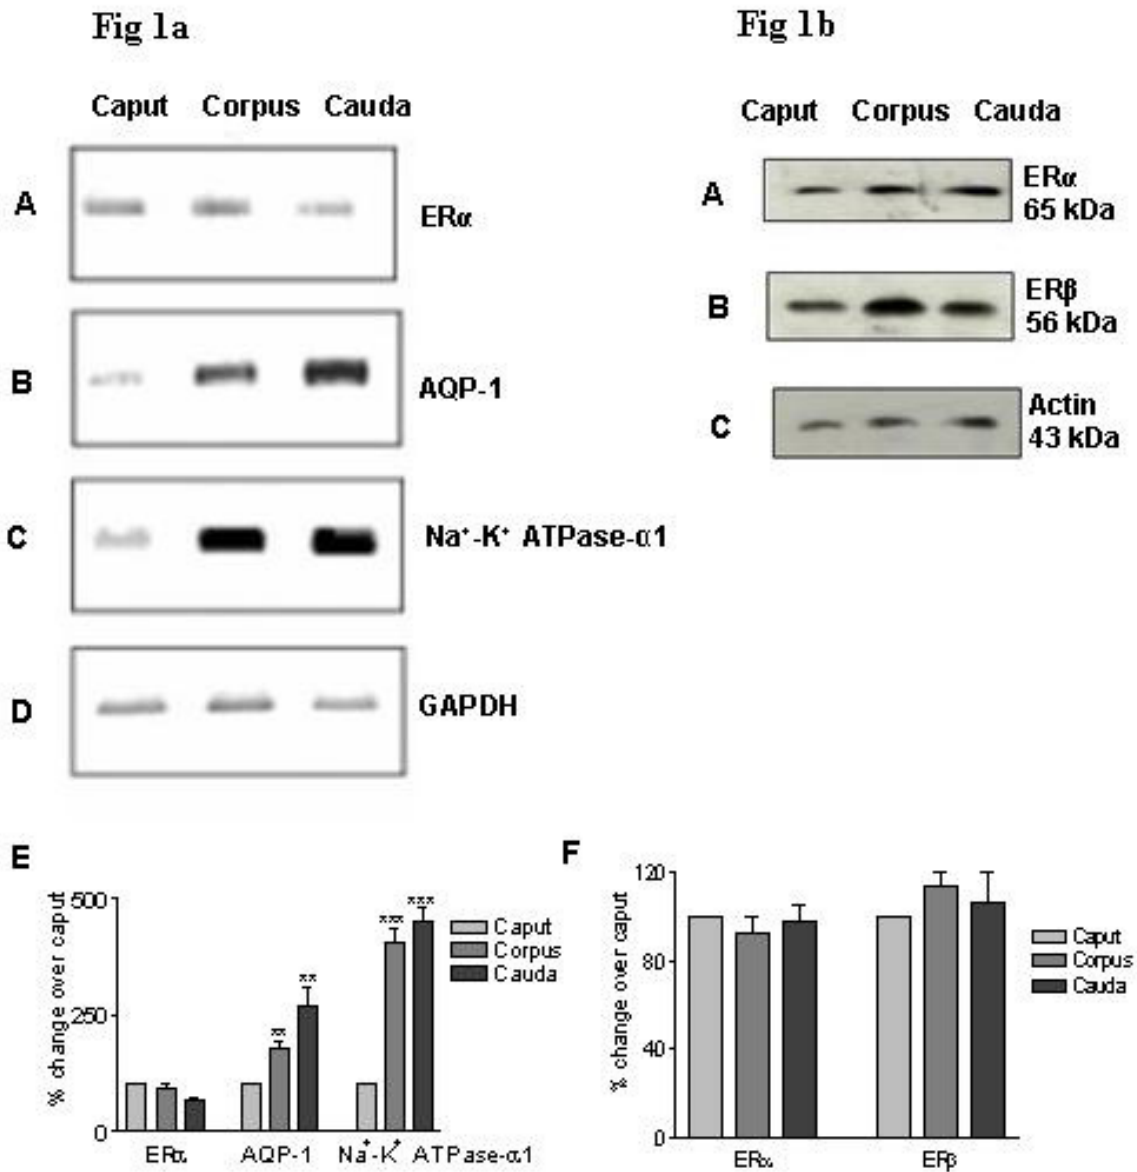 Fig 1a
Caput Corpus Cauda
A
ERα
B
AQP-1
C
Na⁺-K⁺ ATPase-α1
D
GAPDH
Fig 1b
Caput Corpus Cauda
A
ERα
65 kDa
B
ERβ
56 kDa
C
Actin
43 kDa
E
% change over caput
500
250
0
**
**
***
***
ERα AQP-1 Na⁺-K⁺ ATPase-α1
Caput
Corpus
Cauda
F
% change over caput
120
80
40
0
ERα ERβ
Caput
Corpus
Cauda